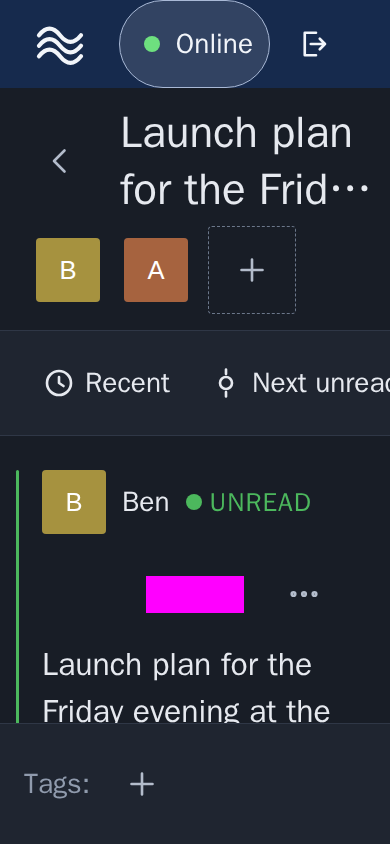 Online
Launch plan
for the Frid…
B
A
Recent
Next unread
B
Ben
UNREAD
Launch plan for the
Friday evening at the
Tags: